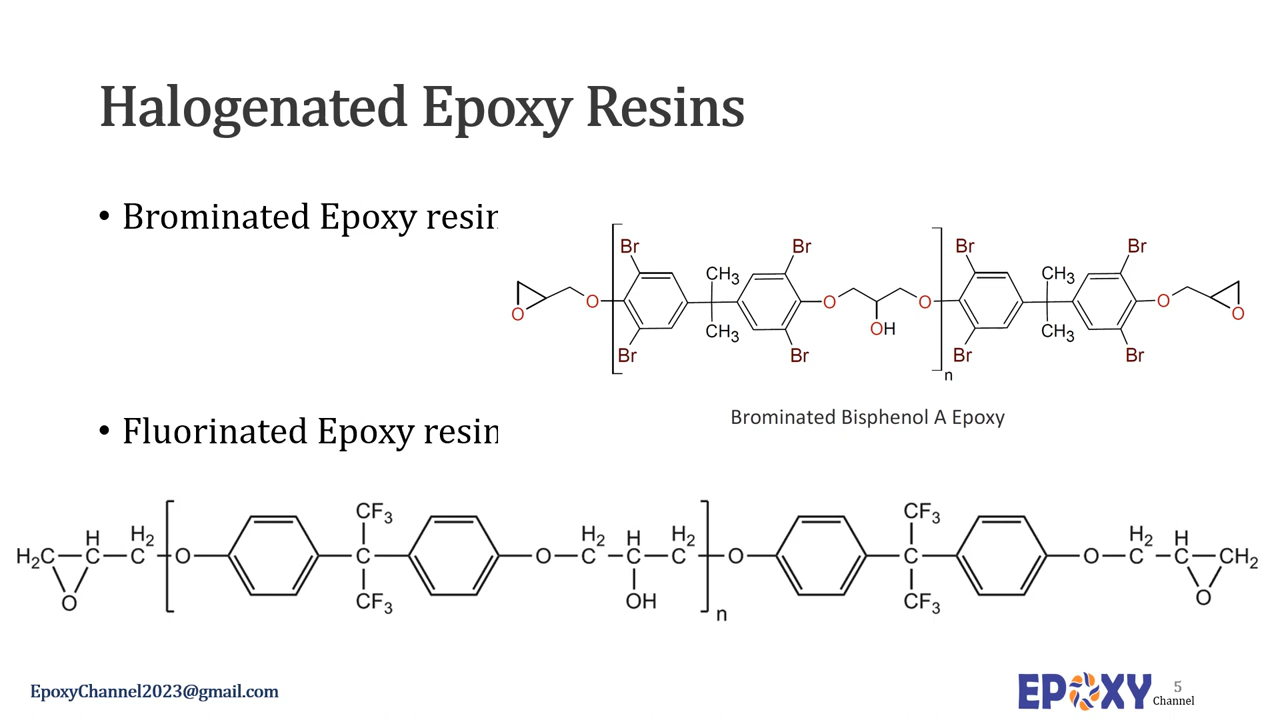 Halogenated Epoxy Resins
• Brominated Epoxy resin
Br Br Br Br
CH3 CH3
O O O O O O
CH3 OH CH3
Br Br Br Br
n
Brominated Bisphenol A Epoxy
• Fluorinated Epoxy resin
CF3 CF3
H H2 H2 H H2 H2 H
H2C C C O C O C C C O C O C C CH2
O CF3 OH CF3 O
n
EpoxyChannel2023@gmail.com
EPOXY Channel
5